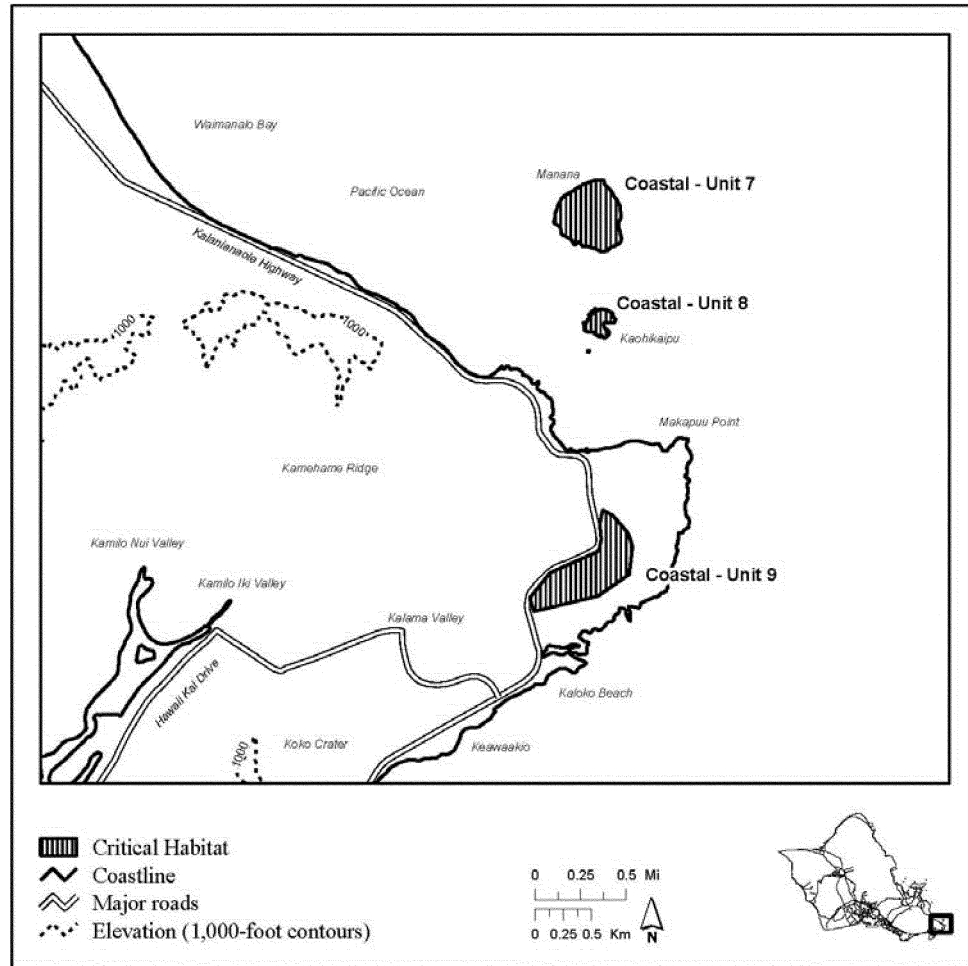 Waimanalo Bay
Manana
Coastal - Unit 7
Pacific Ocean
Kalanianaole Highway
Coastal - Unit 8
1000
1000
Kaohikaipu
Makapuu Point
Kamehame Ridge
Kamilo Nui Valley
Kamilo Iki Valley
Coastal - Unit 9
Kalama Valley
Hawaii Kai Drive
Kaloko Beach
1000
Koko Crater
Keawaakio
Critical Habitat
Coastline
Major roads
Elevation (1,000-foot contours)
0 0.25 0.5 Mi
0 0.25 0.5 Km
N